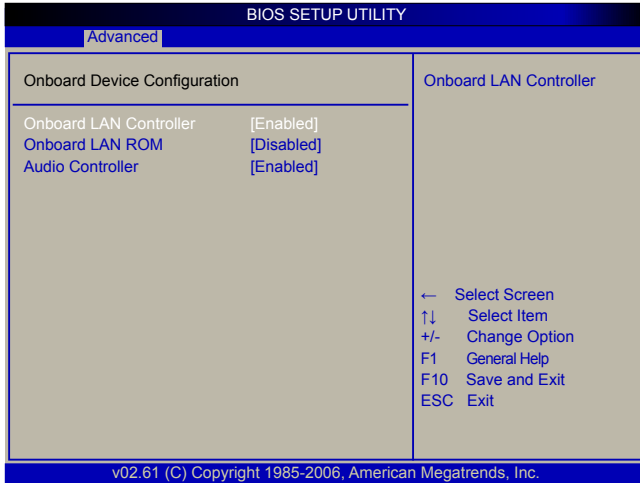 BIOS SETUP UTILITY
Advanced
Onboard Device Configuration
Onboard LAN Controller [Enabled]
Onboard LAN ROM [Disabled]
Audio Controller [Enabled]
Onboard LAN Controller
← Select Screen
↑↓ Select Item
+/- Change Option
F1 General Help
F10 Save and Exit
ESC Exit
v02.61 (C) Copyright 1985-2006, American Megatrends, Inc.